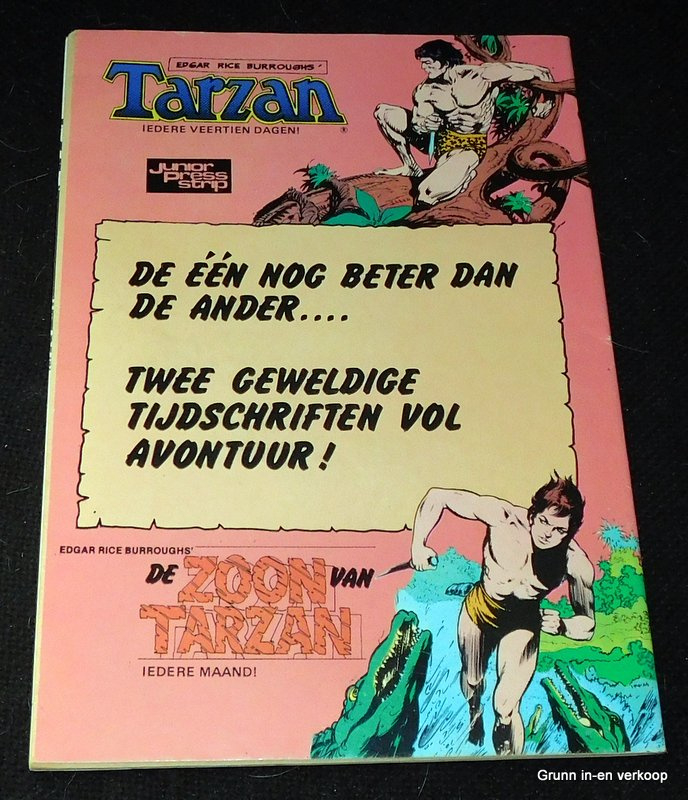 EDGAR RICE BURROUGHS'
Tarzan
IEDERE VEERTIEN DAGEN!
®
junior
press
strip
DE ÉÉN NOG BETER DAN
DE ANDER....
TWEE GEWELDIGE
TIJDSCHRIFTEN VOL
AVONTUUR!
EDGAR RICE BURROUGHS'
DE ZOON VAN
TARZAN
IEDERE MAAND!
Grunn in-en verkoop